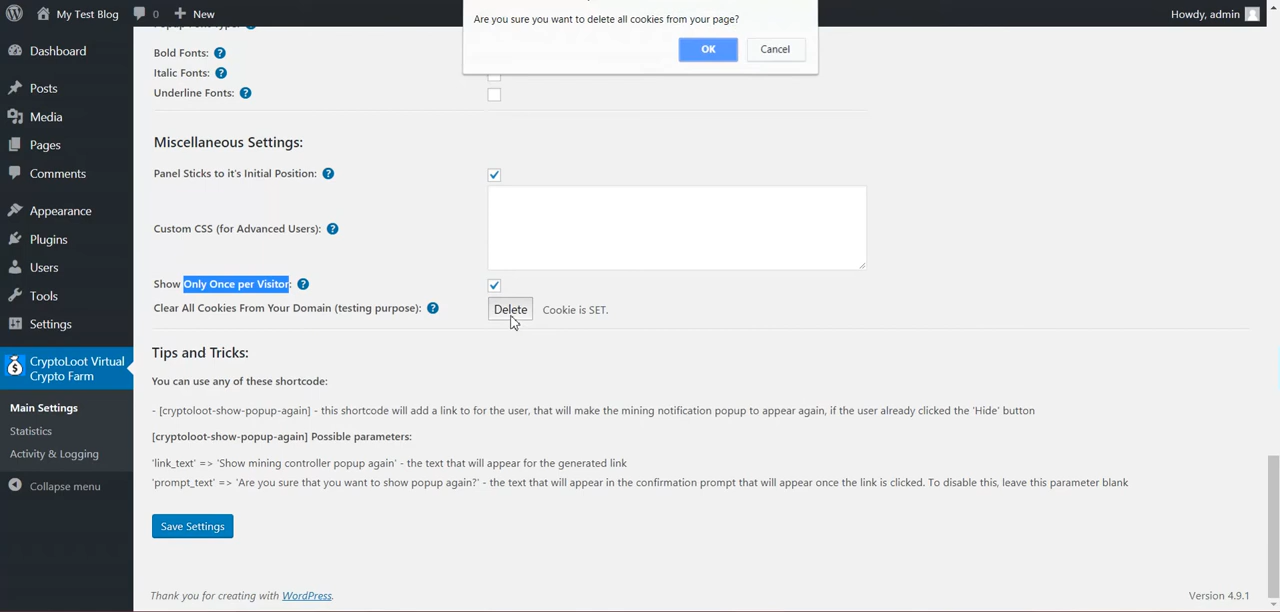 My Test Blog
0
New
Howdy, admin
Are you sure you want to delete all cookies from your page?
OK
Cancel
Dashboard
Posts
Media
Pages
Comments
Appearance
Plugins
Users
Tools
Settings
CryptoLoot Virtual
Crypto Farm
Main Settings
Statistics
Activity & Logging
Collapse menu
Bold Fonts:
Italic Fonts:
Underline Fonts:
Miscellaneous Settings:
Panel Sticks to it's Initial Position:
Custom CSS (for Advanced Users):
Show Only Once per Visitor:
Clear All Cookies From Your Domain (testing purpose):
Delete
Cookie is SET.
Tips and Tricks:
You can use any of these shortcode:
- [cryptoloot-show-popup-again] - this shortcode will add a link to for the user, that will make the mining notification popup to appear again, if the user already clicked the 'Hide' button
[cryptoloot-show-popup-again] Possible parameters:
'link_text' => 'Show mining controller popup again' - the text that will appear for the generated link
'prompt_text' => 'Are you sure that you want to show popup again?' - the text that will appear in the confirmation prompt that will appear once the link is clicked. To disable this, leave this parameter blank
Save Settings
Thank you for creating with WordPress.
Version 4.9.1